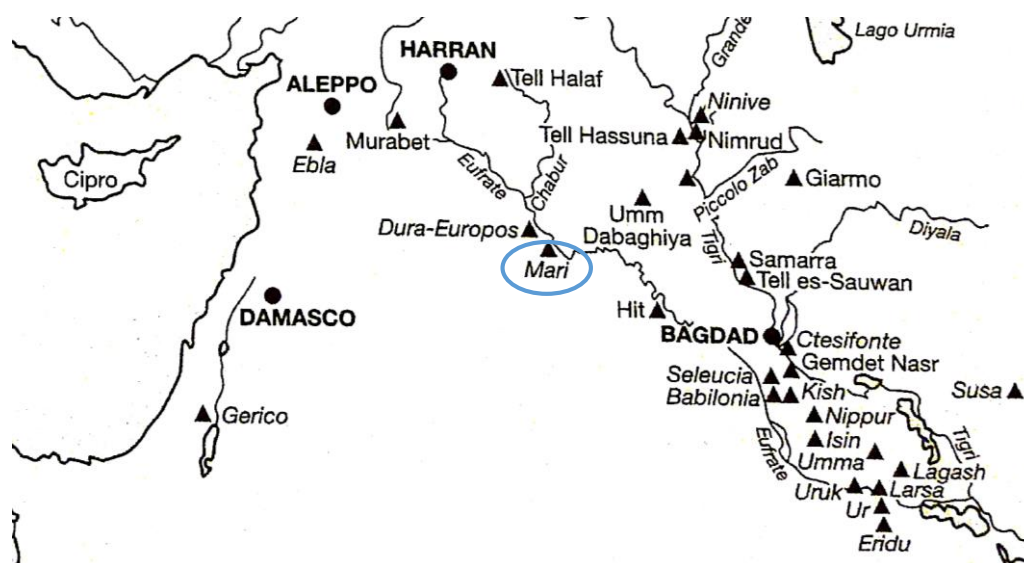 Lago Urmia
Grande
HARRAN
Tell Halaf
ALEPPO
Ninive
Murabet
Tell Hassuna
Nimrud
Ebla
Cipro
Eufrate
Chabur
Piccolo Zab
Giarmo
Umm
Dabaghiya
Dura-Europos
Diyala
Tigri
Mari
Samarra
Tell es-Sauwan
DAMASCO
Hit
BAGDAD
Ctesifonte
Gemdet Nasr
Seleucia
Susa
Babilonia
Kish
Gerico
Nippur
Eufrate
Isin
Tigri
Umma
Lagash
Uruk
Larsa
Ur
Eridu